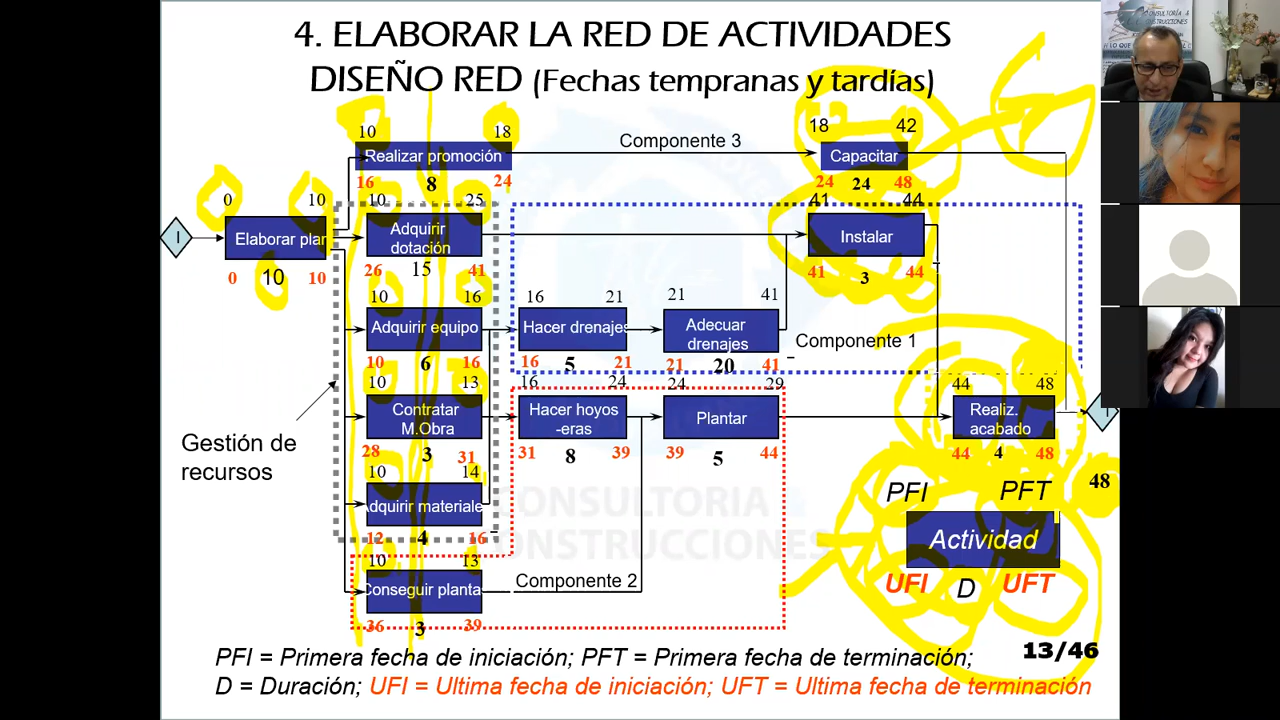 4. ELABORAR LA RED DE ACTIVIDADES
DISEÑO RED (Fechas tempranas y tardías)
10 18
Realizar promoción
16 8 24
Componente 3
18 42
Capacitar
24 24 48
0 10
I
Elaborar plan
0 10 10
10 25
Adquirir
dotación
26 15 41
41 44
Instalar
41 3 44
10 16
Adquirir equipo
10 6 16
16 21
Hacer drenajes
16 5 21
21 41
Adecuar
drenajes
21 20 41
Componente 1
10 13
Contratar
M.Obra
28 3 31
16 24
Hacer hoyos
-eras
31 8 39
24 29
Plantar
39 5 44
44 48
Realiz.
acabado
44 4 48
48
Gestión de
recursos
10 14
dquirir materiale
12 4 16
10 13
Conseguir planta
36 3 39
Componente 2
PFI PFT
Actividad
UFI D UFT
CONSULTORIA
13/46
PFI = Primera fecha de iniciación; PFT = Primera fecha de terminación;
D = Duración; UFI = Ultima fecha de iniciación; UFT = Ultima fecha de terminación